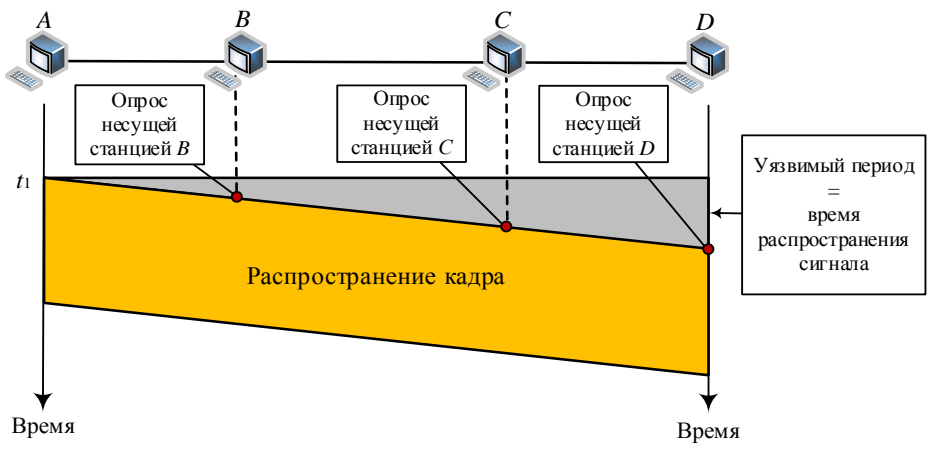 A
B
C
D
Опрос
несущей
станцией B
Опрос
несущей
станцией C
Опрос
несущей
станцией D
Уязвимый период
=
время
распространения
сигнала
t1
Распространение кадра
Время
Время